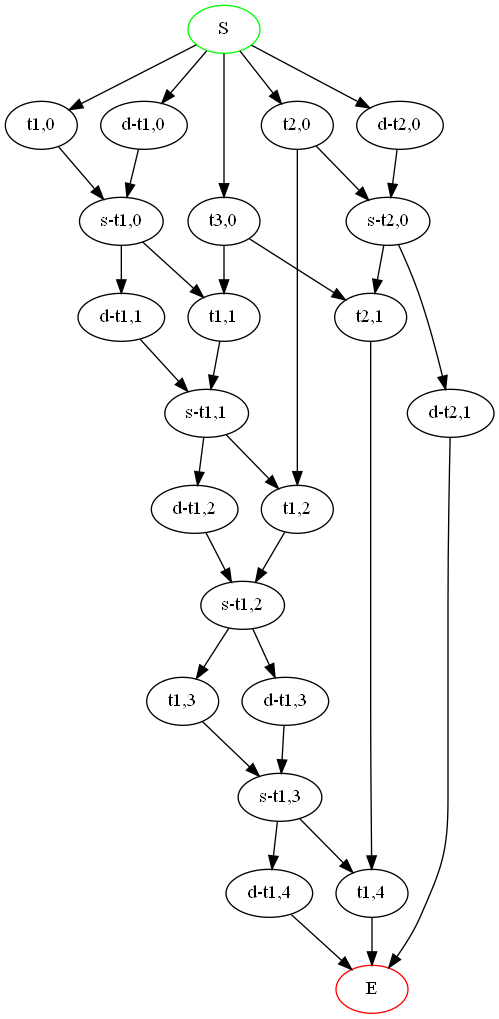 S
t1,0
d-t1,0
t2,0
d-t2,0
s-t1,0
t3,0
s-t2,0
d-t1,1
t1,1
t2,1
s-t1,1
d-t2,1
d-t1,2
t1,2
s-t1,2
t1,3
d-t1,3
s-t1,3
d-t1,4
t1,4
E